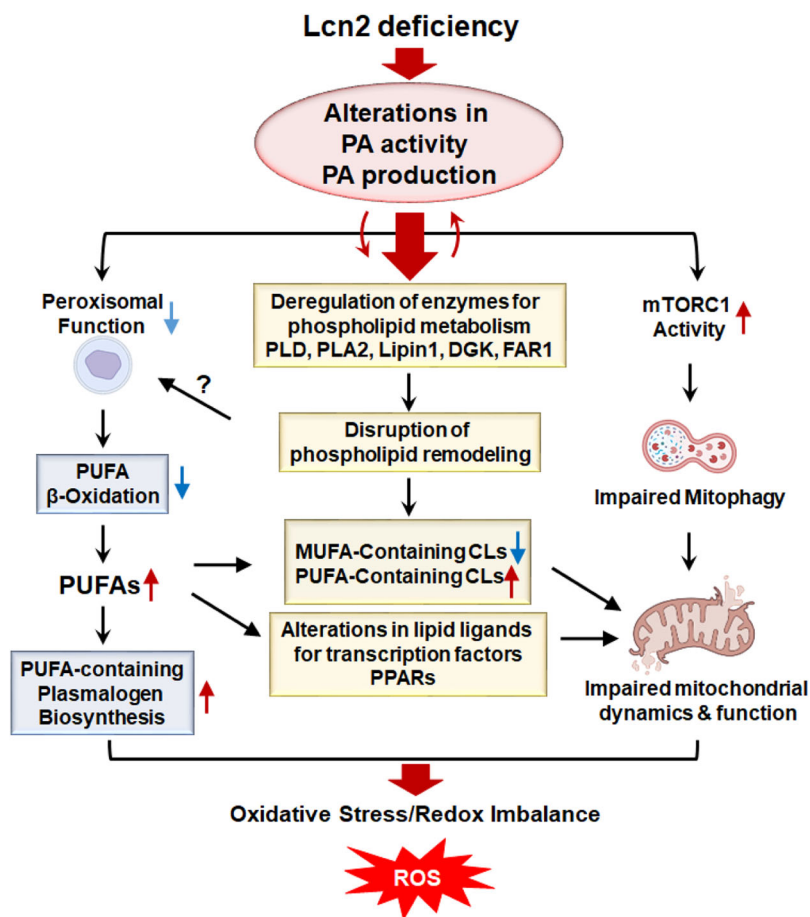 Lcn2 deficiency
Alterations in
PA activity
PA production
Peroxisomal
Function
Deregulation of enzymes for
phospholipid metabolism
PLD, PLA2, Lipin1, DGK, FAR1
mTORC1
Activity
?
Disruption of
phospholipid remodeling
PUFA
β-Oxidation
Impaired Mitophagy
PUFAs
MUFA-Containing CLs
PUFA-Containing CLs
Alterations in lipid ligands
for transcription factors
PPARs
PUFA-containing
Plasmalogen
Biosynthesis
Impaired mitochondrial
dynamics & function
Oxidative Stress/Redox Imbalance
ROS